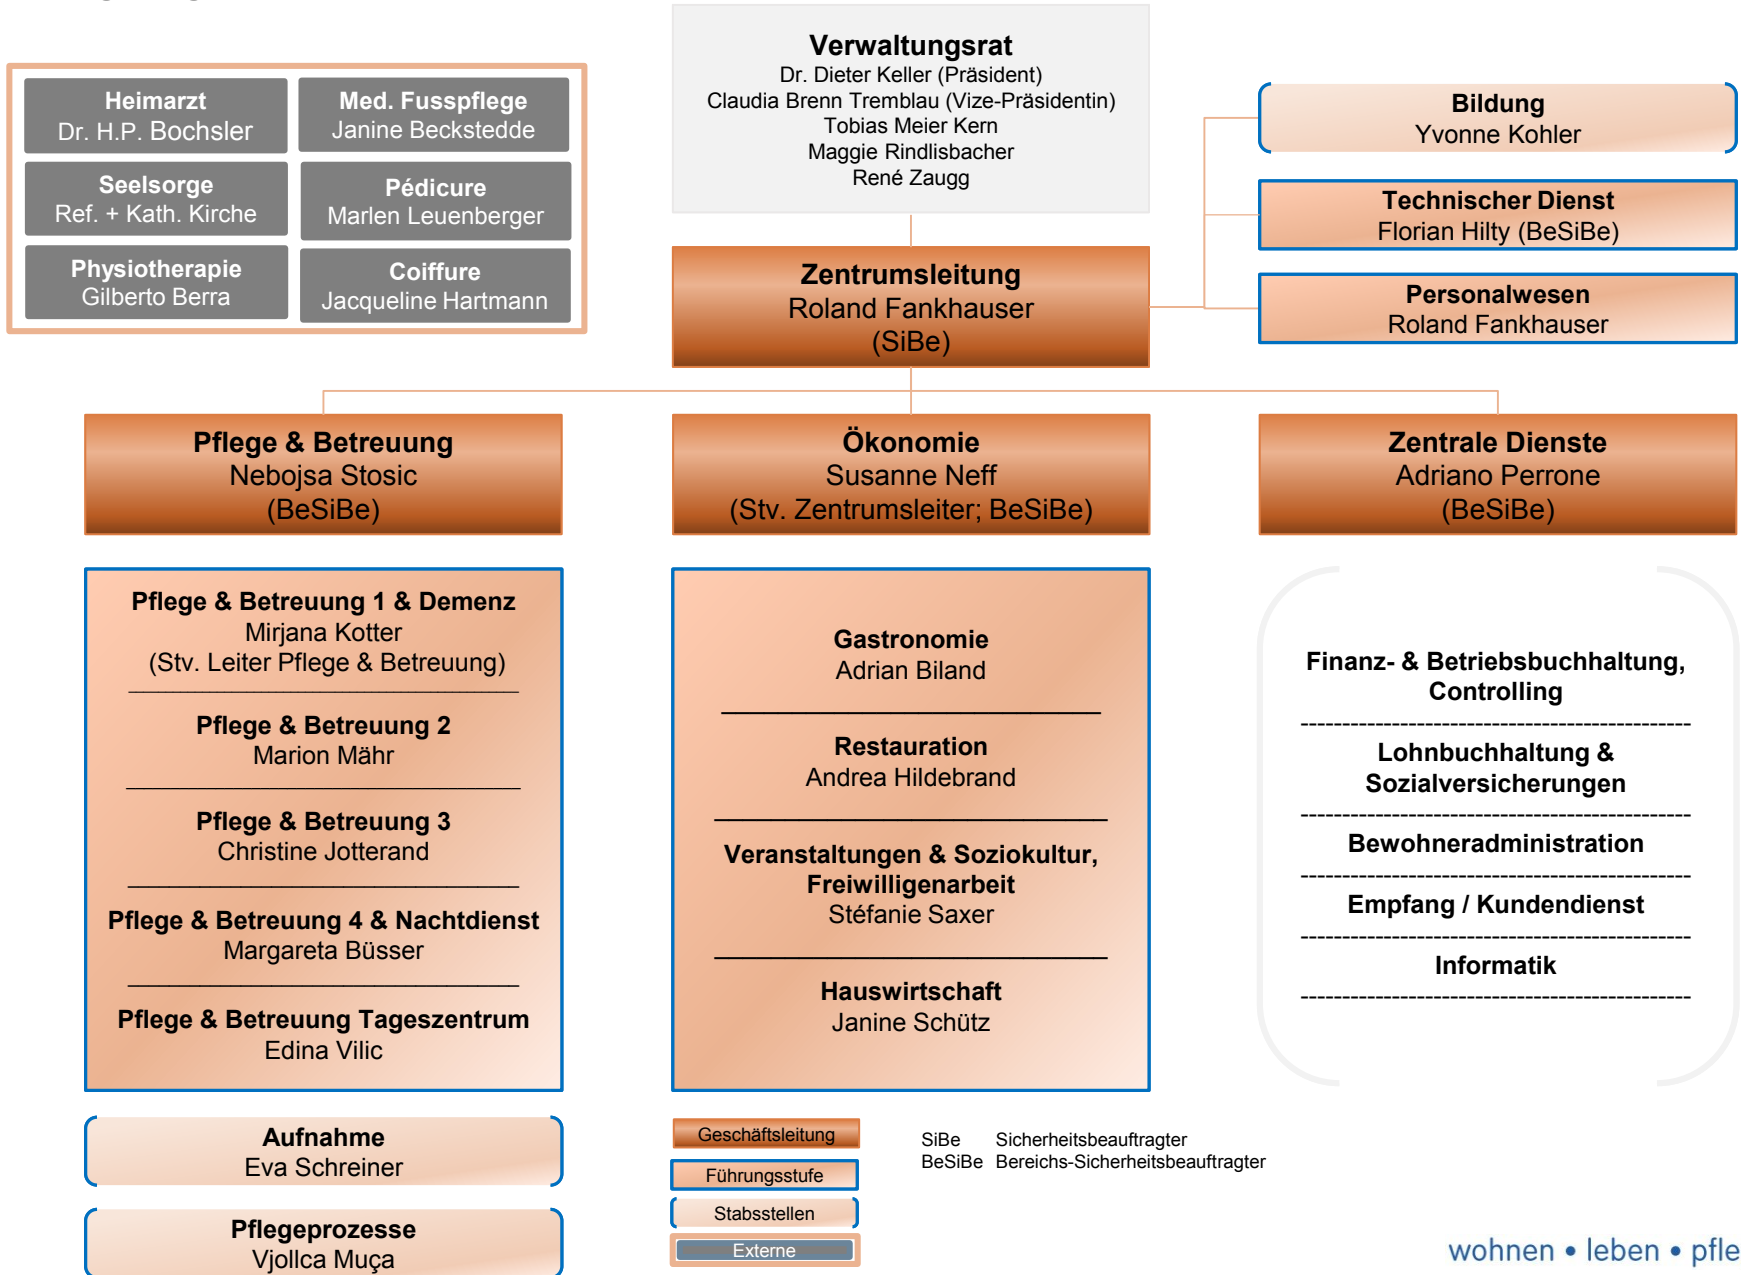 Verwaltungsrat
Dr. Dieter Keller (Präsident)
Claudia Brenn Tremblau (Vize-Präsidentin)
Tobias Meier Kern
Maggie Rindlisbacher
René Zaugg
Heimarzt
Dr. H.P. Bochsler
Med. Fusspflege
Janine Beckstedde
Seelsorge
Ref. + Kath. Kirche
Pédicure
Marlen Leuenberger
Physiotherapie
Gilberto Berra
Coiffure
Jacqueline Hartmann
Bildung
Yvonne Kohler
Technischer Dienst
Florian Hilty (BeSiBe)
Personalwesen
Roland Fankhauser
Zentrumsleitung
Roland Fankhauser
(SiBe)
Pflege & Betreuung
Nebojsa Stosic
(BeSiBe)
Ökonomie
Susanne Neff
(Stv. Zentrumsleiter; BeSiBe)
Zentrale Dienste
Adriano Perrone
(BeSiBe)
Pflege & Betreuung 1 & Demenz
Mirjana Kotter
(Stv. Leiter Pflege & Betreuung)
Pflege & Betreuung 2
Marion Mähr
Pflege & Betreuung 3
Christine Jotterand
Pflege & Betreuung 4 & Nachtdienst
Margareta Büsser
Pflege & Betreuung Tageszentrum
Edina Vilic
Gastronomie
Adrian Biland
Restauration
Andrea Hildebrand
Veranstaltungen & Soziokultur,
Freiwilligenarbeit
Stéfanie Saxer
Hauswirtschaft
Janine Schütz
Finanz- & Betriebsbuchhaltung,
Controlling
Lohnbuchhaltung &
Sozialversicherungen
Bewohneradministration
Empfang / Kundendienst
Informatik
Aufnahme
Eva Schreiner
Pflegeprozesse
Vjollca Muça
Geschäftsleitung
Führungsstufe
Stabsstellen
Externe
SiBe Sicherheitsbeauftragter
BeSiBe Bereichs-Sicherheitsbeauftragter
wohnen • leben • pfle